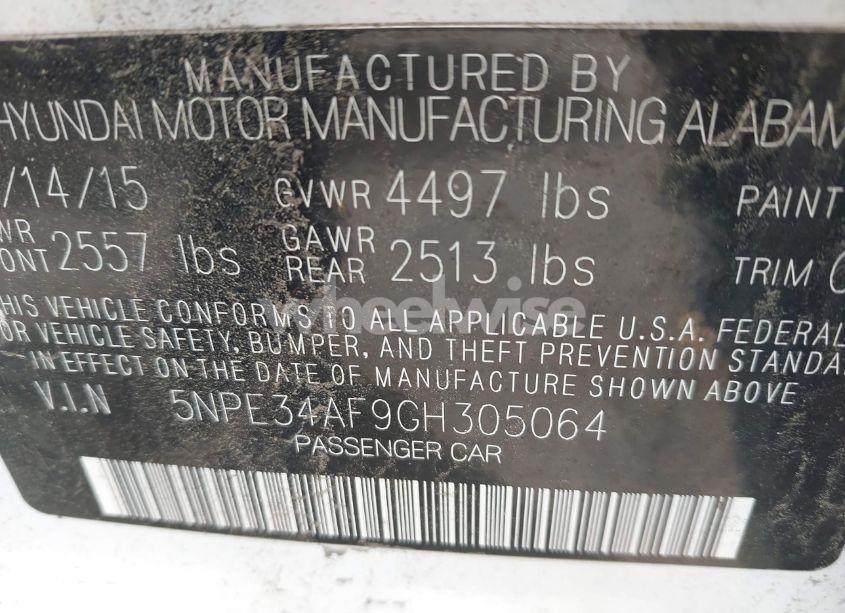 MANUFACTURED BY
HYUNDAI MOTOR MANUFACTURING ALABAM
/14/15 GVWR 4497 lbs PAINT
WR ONT 2557 lbs GAWR REAR 2513 lbs TRIM
wheelwise
HIS VEHICLE CONFORMS TO ALL APPLICABLE U.S.A. FEDERAL
OR VEHICLE SAFETY, BUMPER, AND THEFT PREVENTION STANDA
IN EFFECT ON THE DATE OF MANUFACTURE SHOWN ABOVE
V.I.N 5NPE34AF9GH305064
PASSENGER CAR